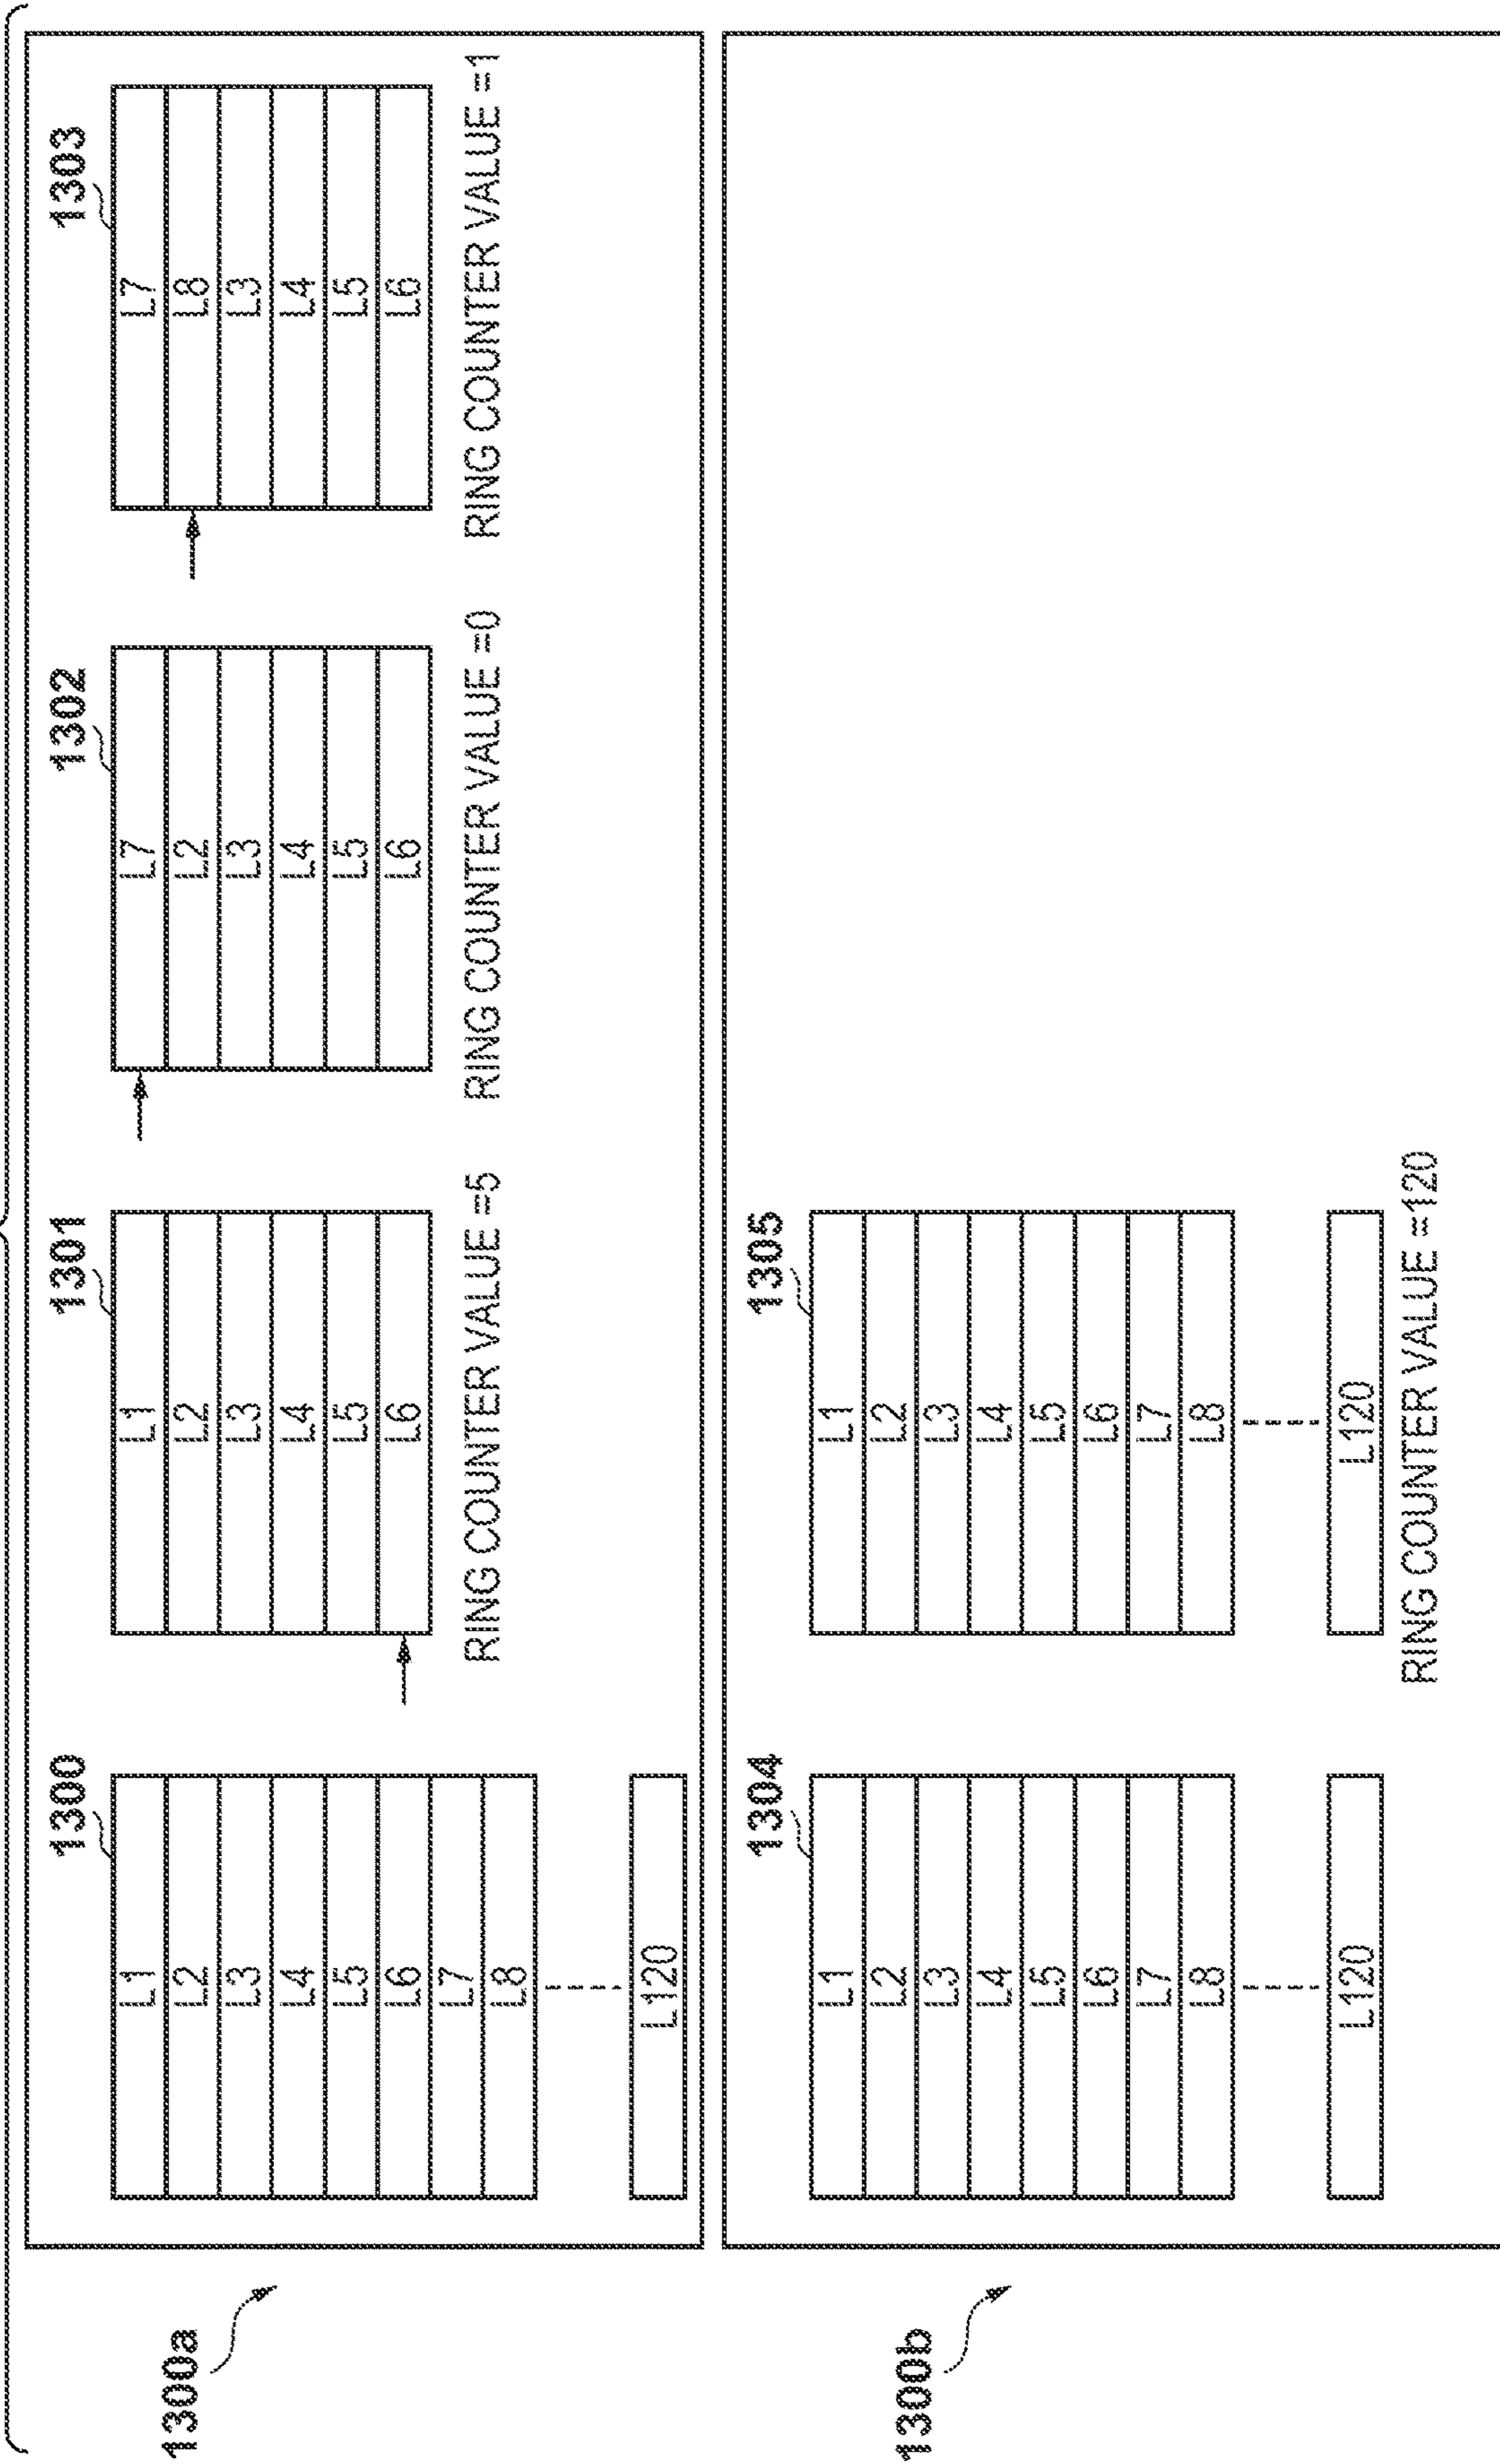 1300a
1300
L1
L2
L3
L4
L5
L6
L7
L8
L120
1301
L1
L2
L3
L4
L5
L6
RING COUNTER VALUE =5
1302
L7
L2
L3
L4
L5
L6
RING COUNTER VALUE =0
1303
L7
L8
L3
L4
L5
L6
RING COUNTER VALUE =1
1300b
1304
L1
L2
L3
L4
L5
L6
L7
L8
L120
1305
L1
L2
L3
L4
L5
L6
L7
L8
L120
RING COUNTER VALUE =120